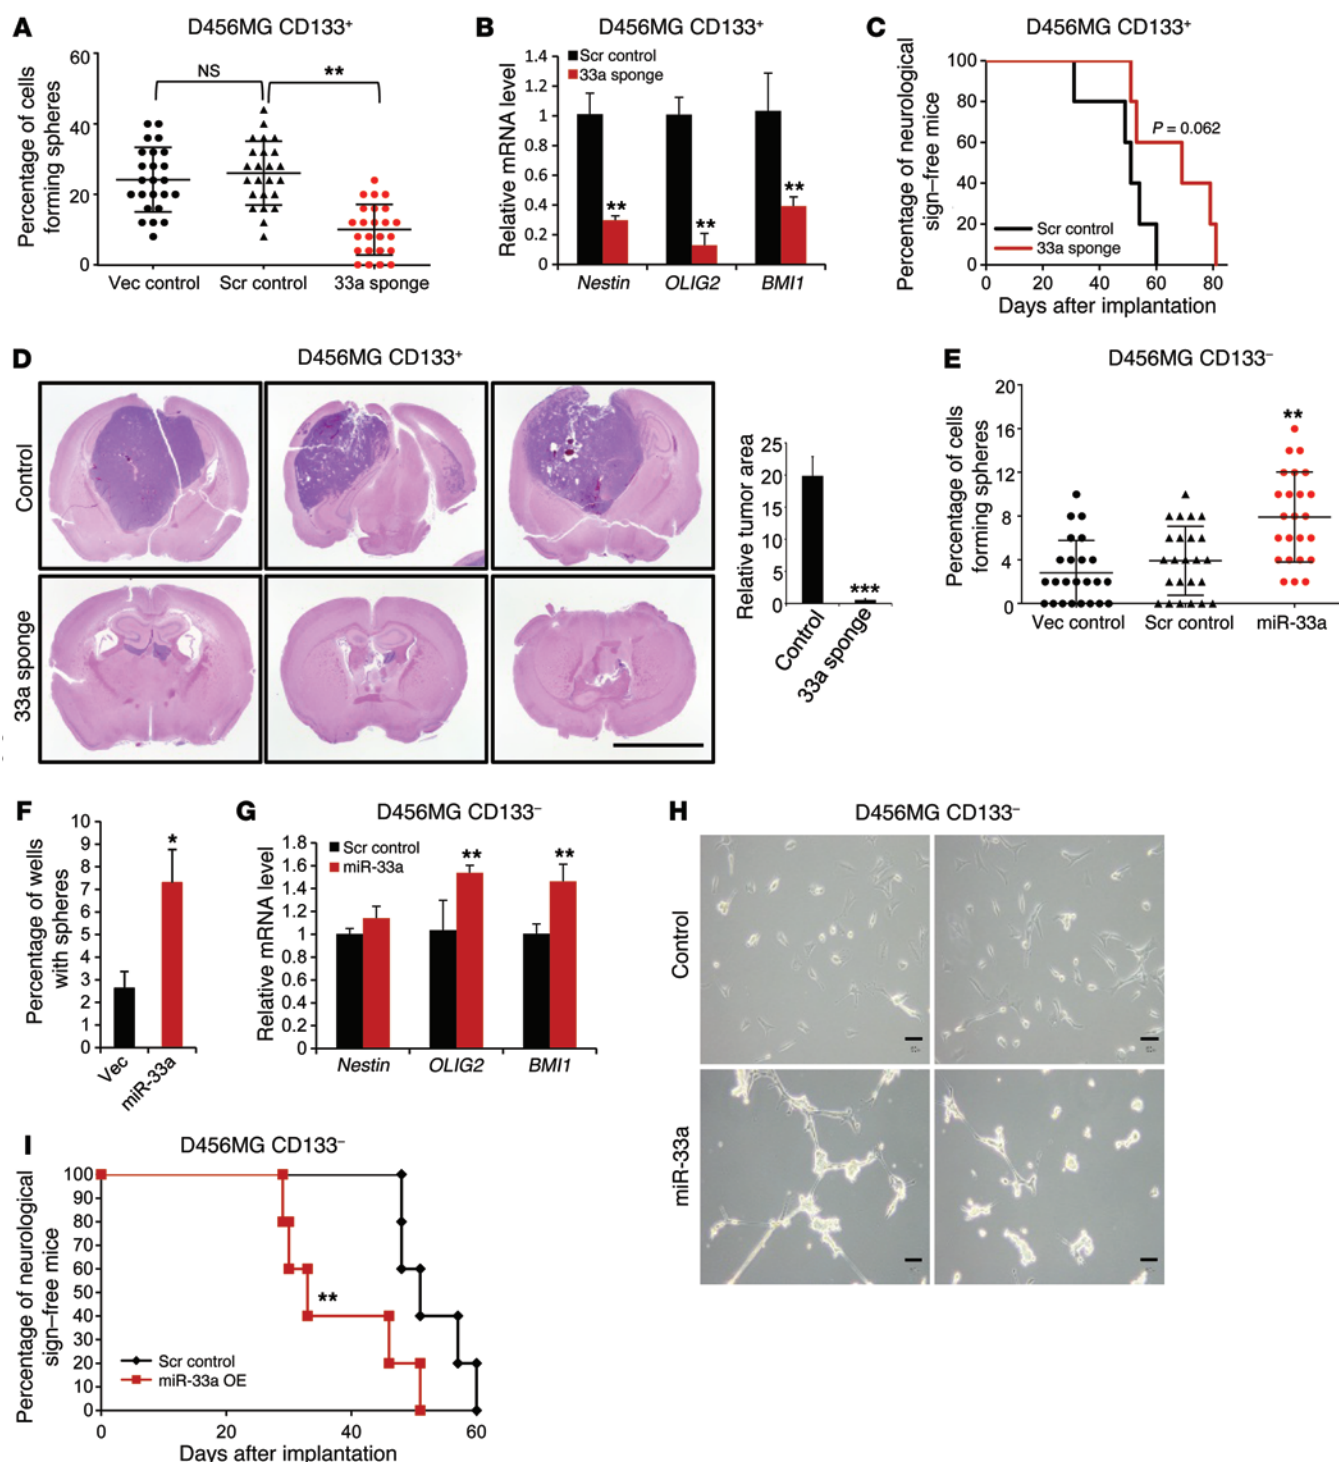 A
D456MG CD133+
Percentage of cells
forming spheres
60
40
20
0
NS
**
Vec control
Scr control
33a sponge
B
D456MG CD133+
Relative mRNA level
1.4
1.2
1
0.8
0.6
0.4
0.2
0
Scr control
33a sponge
**
**
**
Nestin
OLIG2
BMI1
C
D456MG CD133+
Percentage of neurological
sign–free mice
100
80
60
40
20
0
P = 0.062
Scr control
33a sponge
0
20
40
60
80
Days after implantation
D
D456MG CD133+
Control
33a sponge
Relative tumor area
25
20
15
10
5
0
***
Control
33a sponge
E
D456MG CD133–
Percentage of cells
forming spheres
20
16
12
8
4
0
**
Vec control
Scr control
miR-33a
F
Percentage of wells
with spheres
10
9
8
7
6
5
4
3
2
1
0
*
Vec
miR-33a
G
D456MG CD133–
Relative mRNA level
1.8
1.6
1.4
1.2
1
0.8
0.6
0.4
0.2
0
Scr control
miR-33a
**
**
Nestin
OLIG2
BMI1
H
D456MG CD133–
Control
miR-33a
I
D456MG CD133–
Percentage of neurological
sign–free mice
100
90
80
70
60
50
40
30
20
10
0
**
Scr control
miR-33a OE
0
20
40
60
Days after implantation